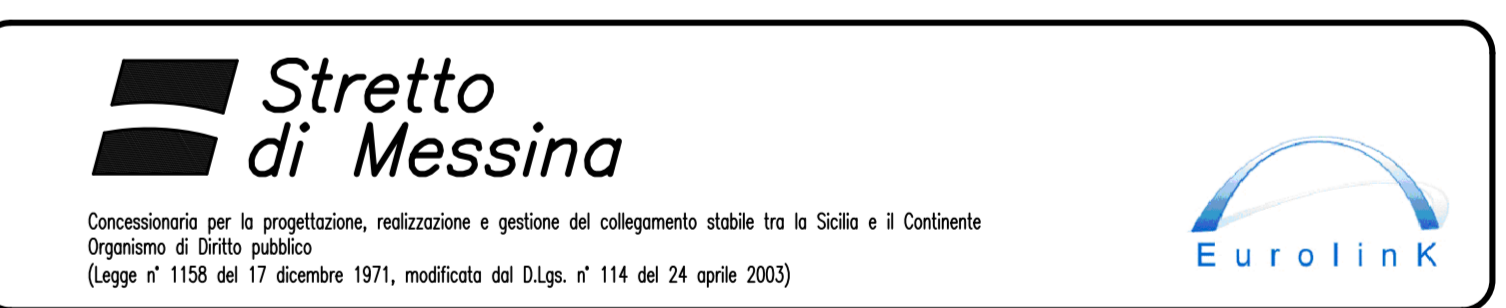 Stretto
di Messina
Concessionaria per la progettazione, realizzazione e gestione del collegamento stabile tra la Sicilia e il Continente
Organismo di Diritto pubblico
(Legge n° 1158 del 17 dicembre 1971, modificata dal D.Lgs. n° 114 del 24 aprile 2003)
EurolinK